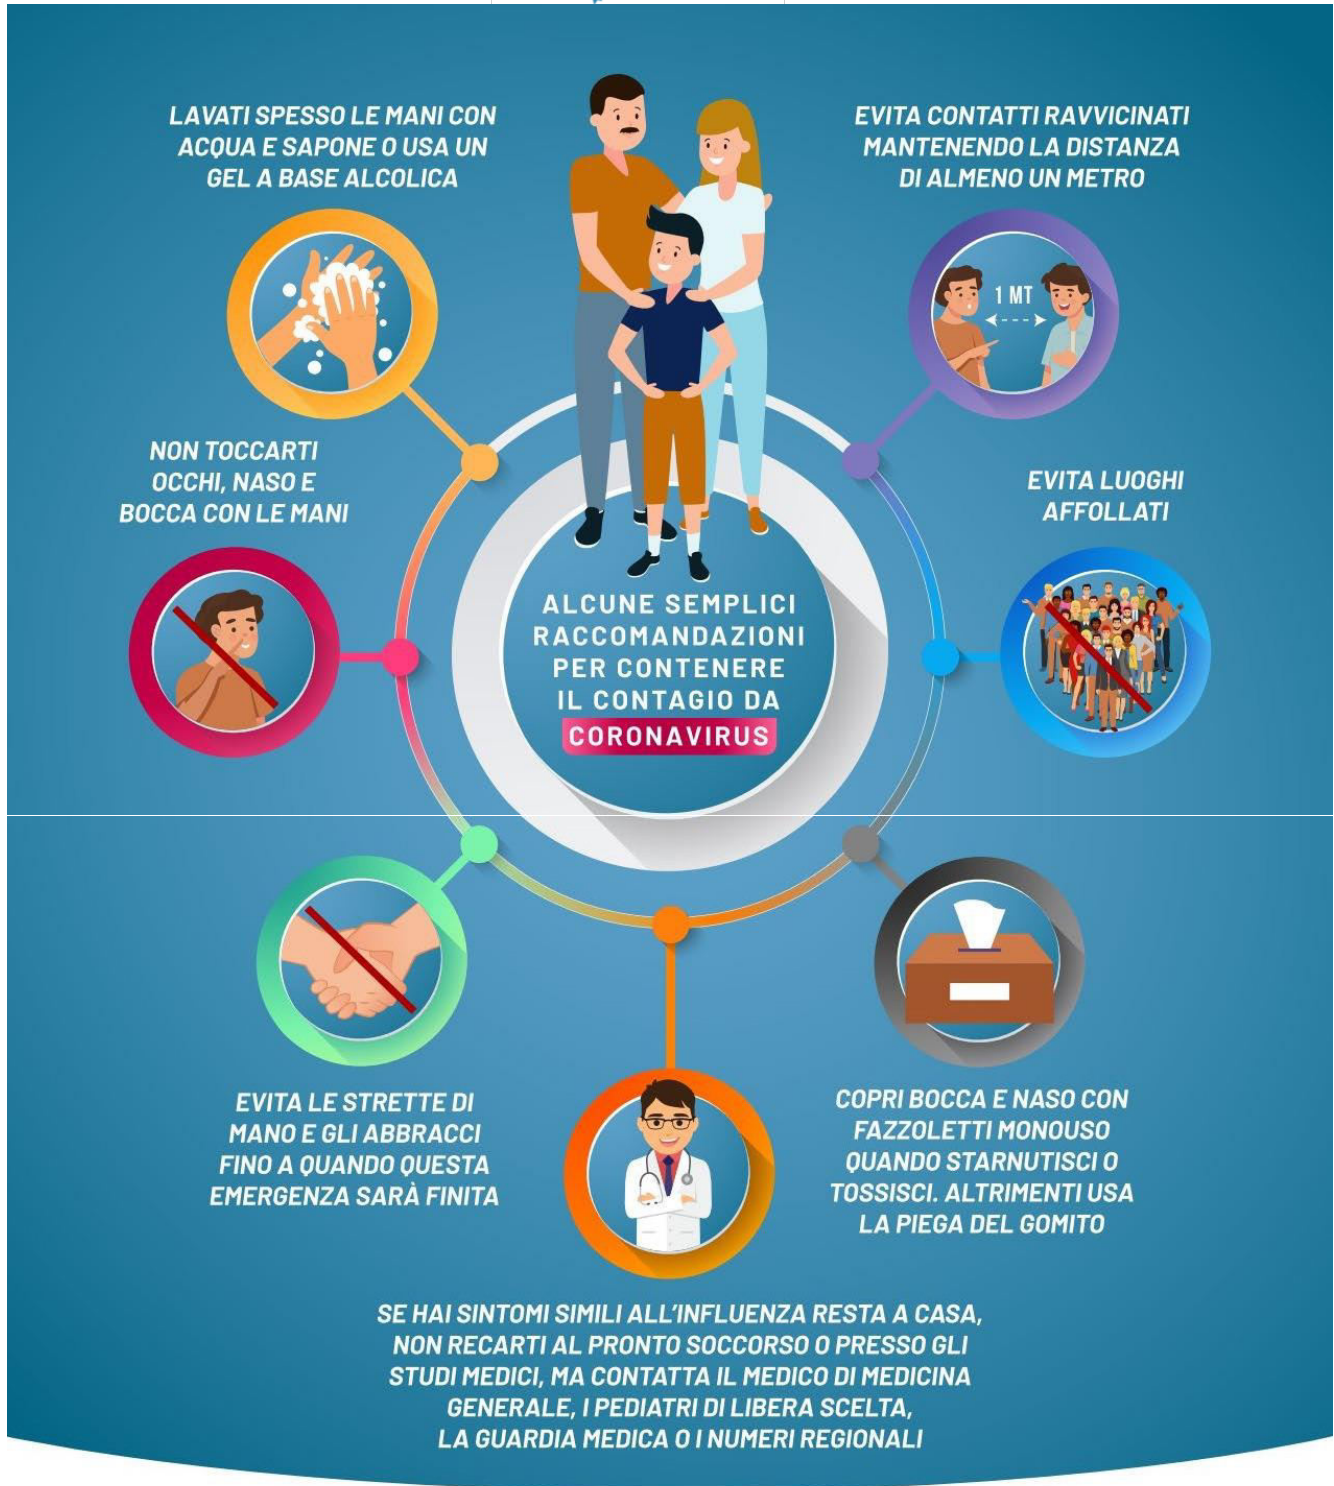 LAVATI SPESSO LE MANI CON
ACQUA E SAPONE O USA UN
GEL A BASE ALCOLICA
EVITA CONTATTI RAVVICINATI
MANTENENDO LA DISTANZA
DI ALMENO UN METRO
1 MT
NON TOCCARTI
OCCHI, NASO E
BOCCA CON LE MANI
EVITA LUOGHI
AFFOLLATI
ALCUNE SEMPLICI
RACCOMANDAZIONI
PER CONTENERE
IL CONTAGIO DA
CORONAVIRUS
EVITA LE STRETTE DI
MANO E GLI ABBRACCI
FINO A QUANDO QUESTA
EMERGENZA SARÀ FINITA
COPRI BOCCA E NASO CON
FAZZOLETTI MONOUSO
QUANDO STARNUTISCI O
TOSSISCI. ALTRIMENTI USA
LA PIEGA DEL GOMITO
SE HAI SINTOMI SIMILI ALL'INFLUENZA RESTA A CASA,
NON RECARTI AL PRONTO SOCCORSO O PRESSO GLI
STUDI MEDICI, MA CONTATTA IL MEDICO DI MEDICINA
GENERALE, I PEDIATRI DI LIBERA SCELTA,
LA GUARDIA MEDICA O I NUMERI REGIONALI